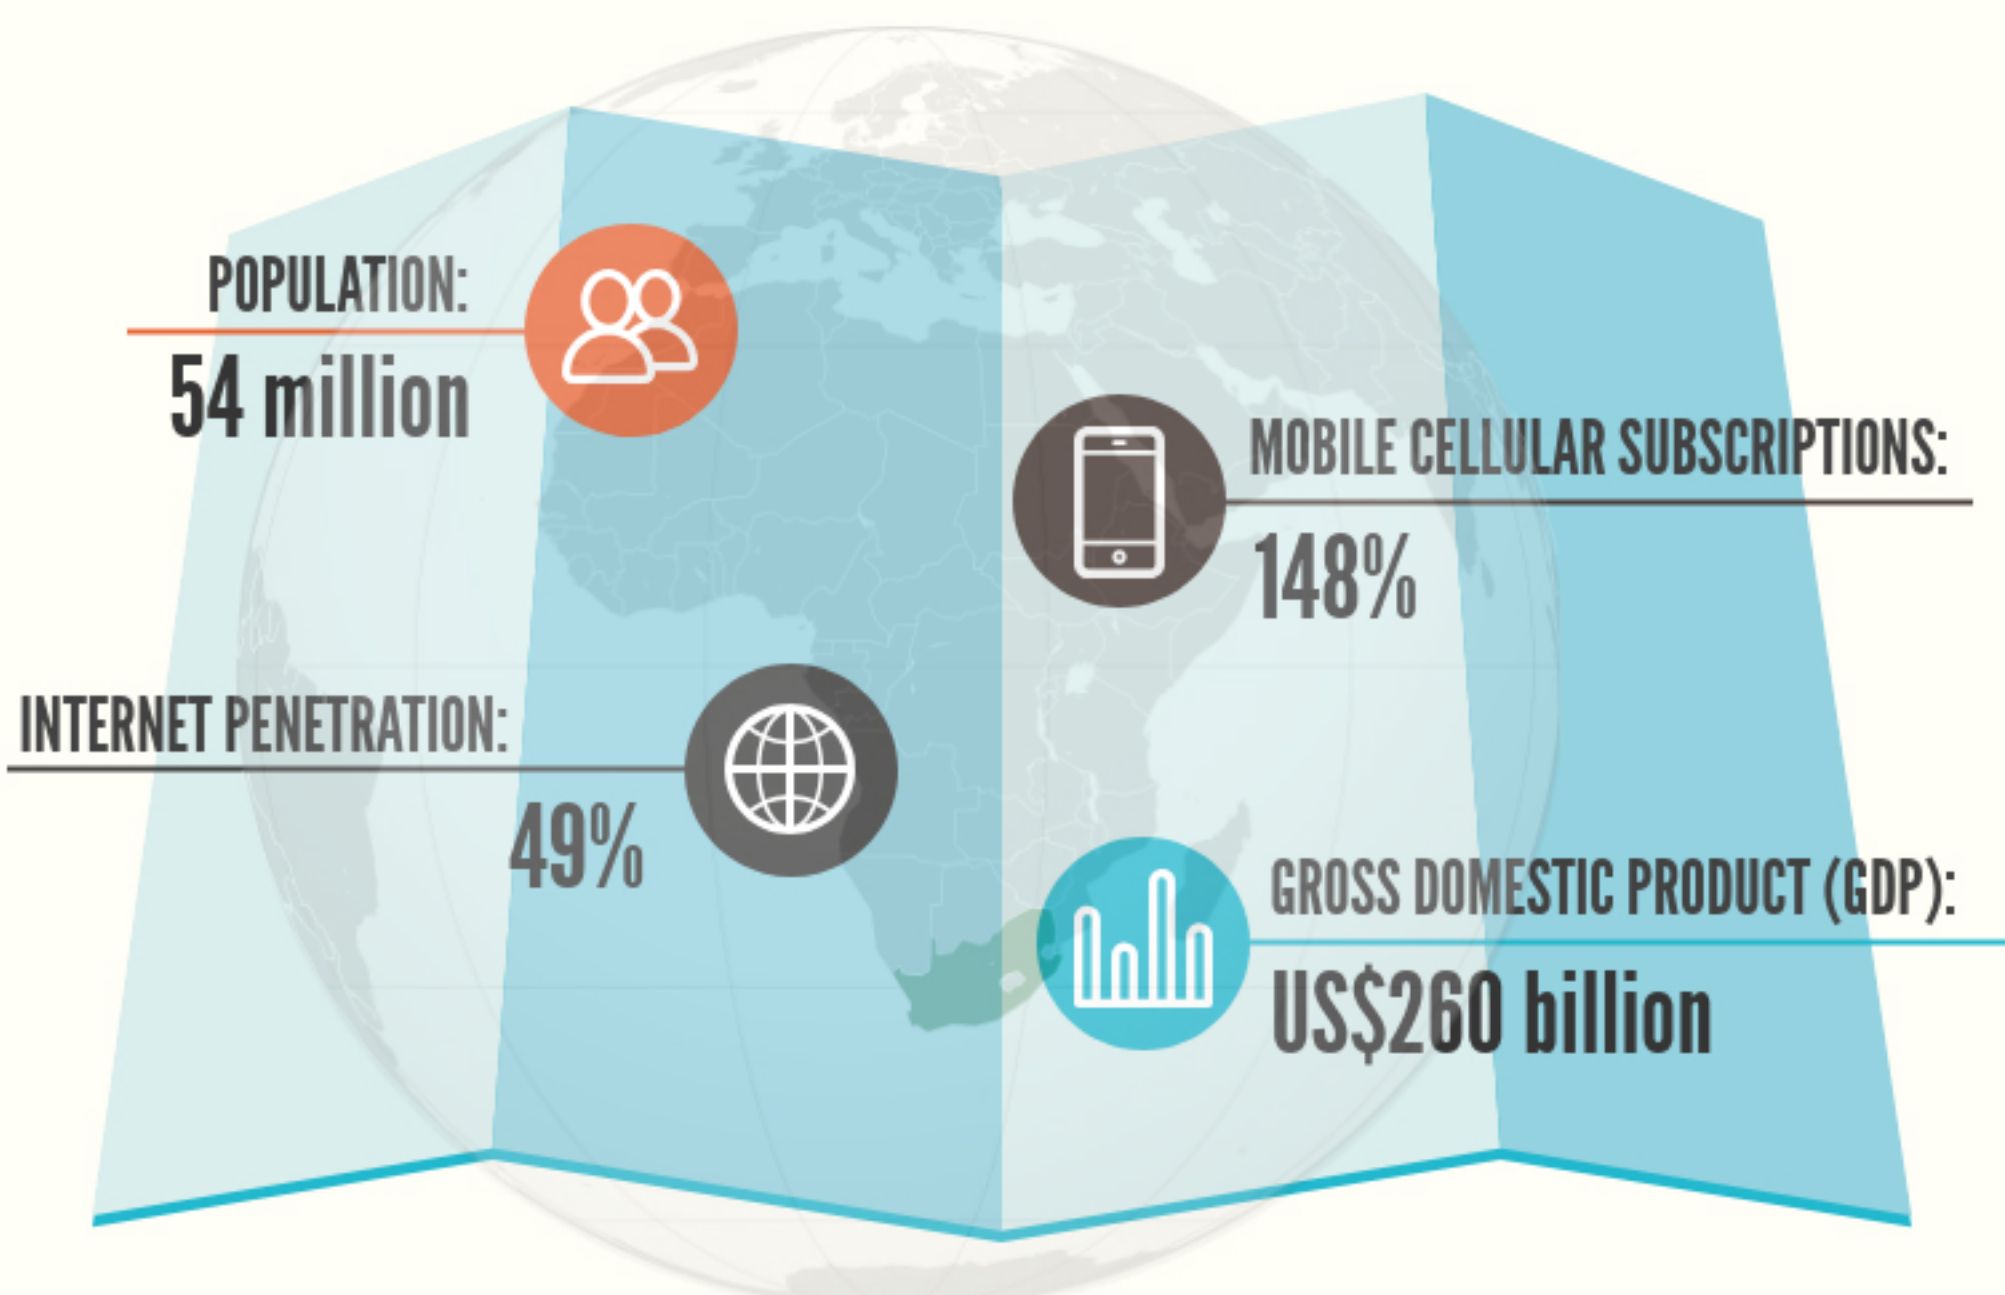 POPULATION:
54 million
MOBILE CELLULAR SUBSCRIPTIONS:
148%
INTERNET PENETRATION:
49%
GROSS DOMESTIC PRODUCT (GDP):
US$260 billion